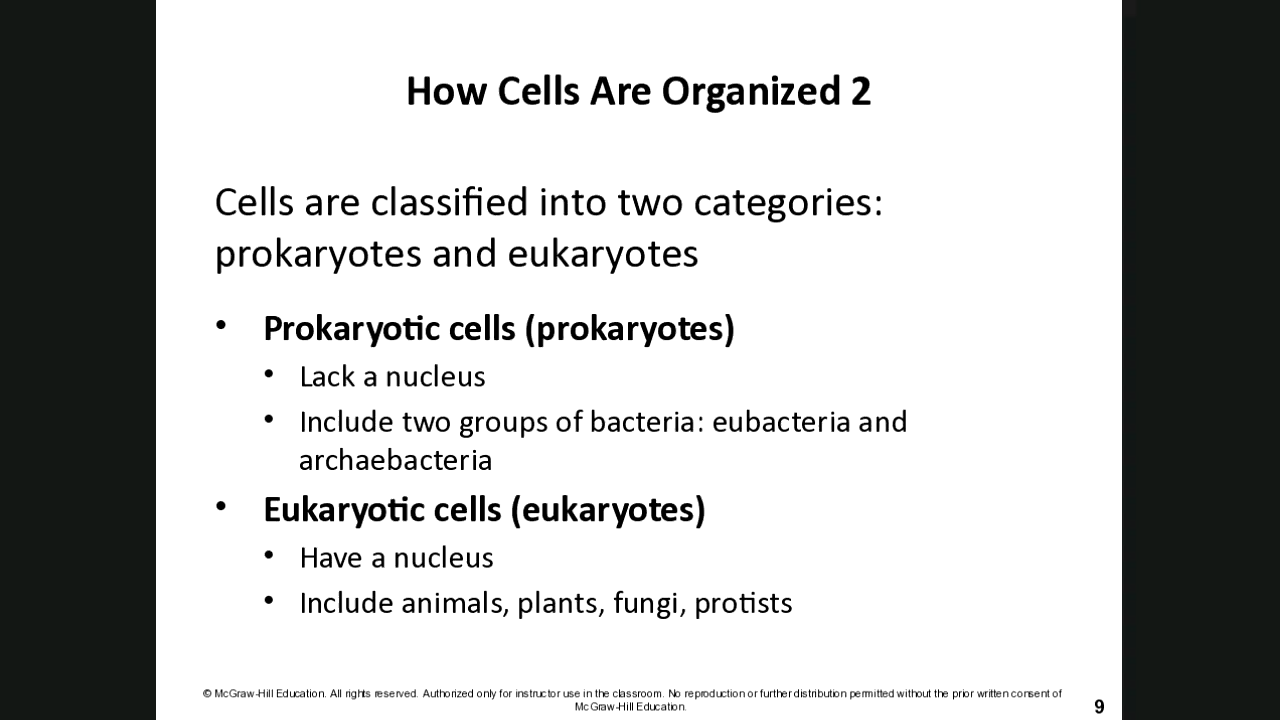 How Cells Are Organized 2
Cells are classified into two categories:
prokaryotes and eukaryotes
• Prokaryotic cells (prokaryotes)
• Lack a nucleus
• Include two groups of bacteria: eubacteria and
archaebacteria
• Eukaryotic cells (eukaryotes)
• Have a nucleus
• Include animals, plants, fungi, protists
© McGraw-Hill Education. All rights reserved. Authorized only for instructor use in the classroom. No reproduction or further distribution permitted without the prior written consent of
McGraw-Hill Education.
9